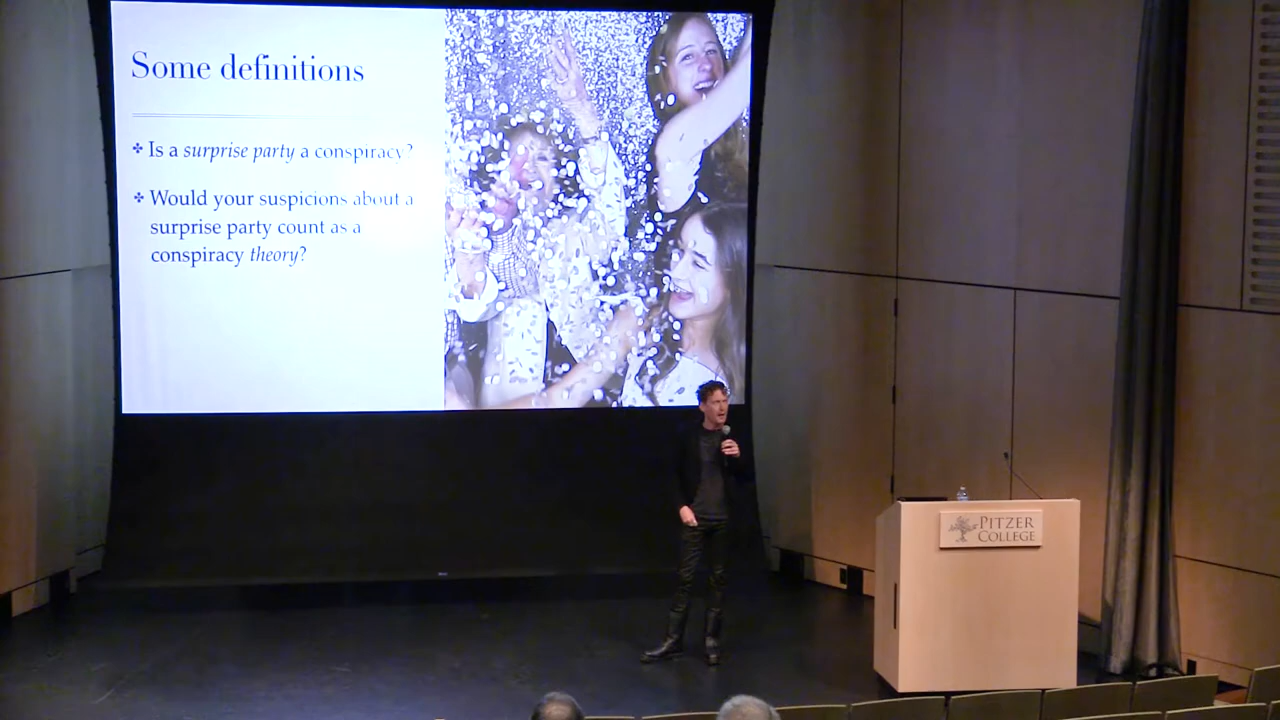 Some definitions
❖ Is a surprise party a conspiracy?
❖ Would your suspicions about a
surprise party count as a
conspiracy theory?
PITZER
COLLEGE